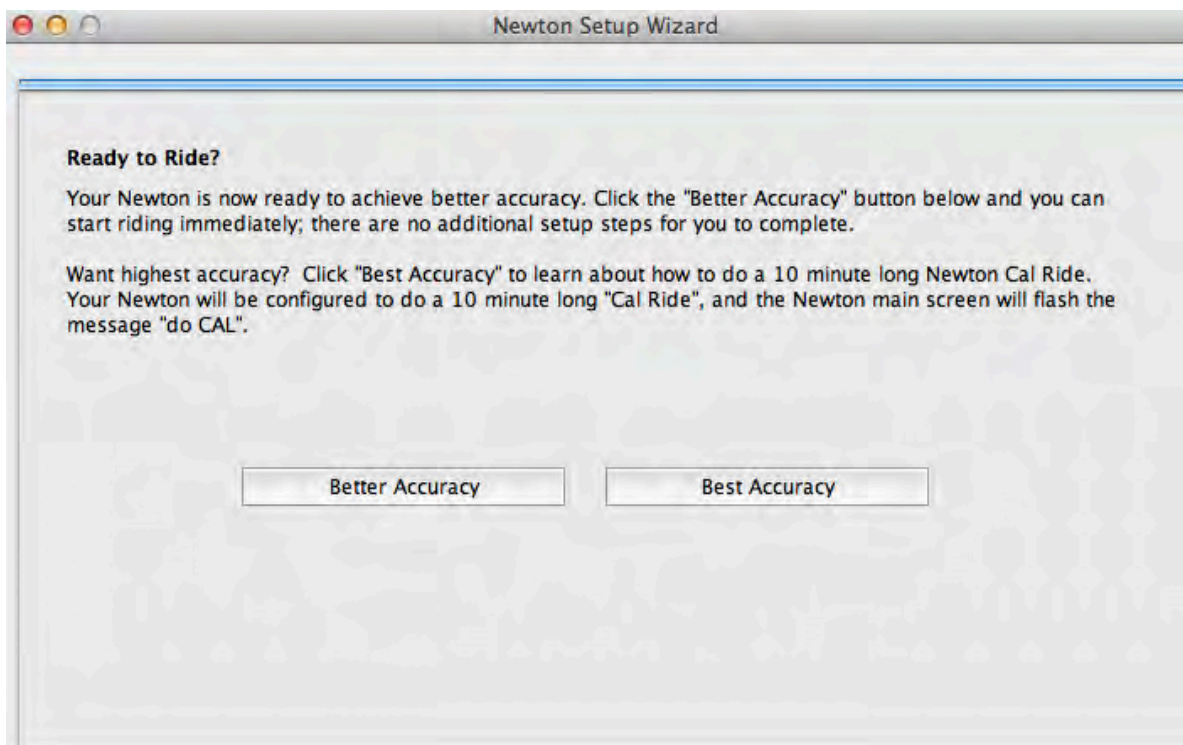 Newton Setup Wizard
Ready to Ride?
Your Newton is now ready to achieve better accuracy. Click the "Better Accuracy" button below and you can
start riding immediately; there are no additional setup steps for you to complete.
Want highest accuracy?  Click "Best Accuracy" to learn about how to do a 10 minute long Newton Cal Ride.
Your Newton will be configured to do a 10 minute long "Cal Ride", and the Newton main screen will flash the
message "do CAL".
Better Accuracy
Best Accuracy